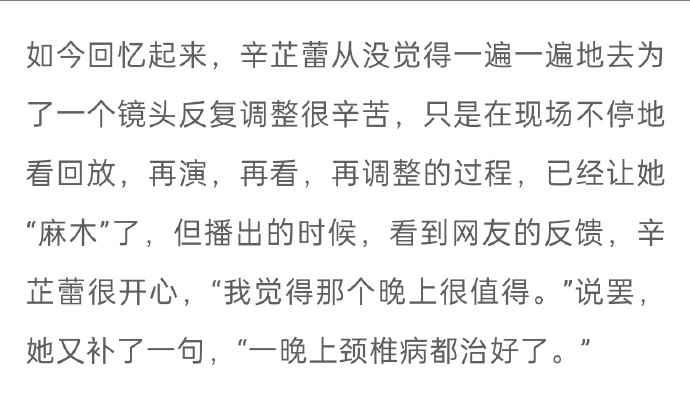 如今回忆起来，辛芷蕾从没觉得一遍一遍地去为
了一个镜头反复调整很辛苦，只是在现场不停地
看回放，再演，再看，再调整的过程，已经让她
“麻木”了，但播出的时候，看到网友的反馈，辛
芷蕾很开心，“我觉得那个晚上很值得。”说罢，
她又补了一句，“一晚上颈椎病都治好了。”